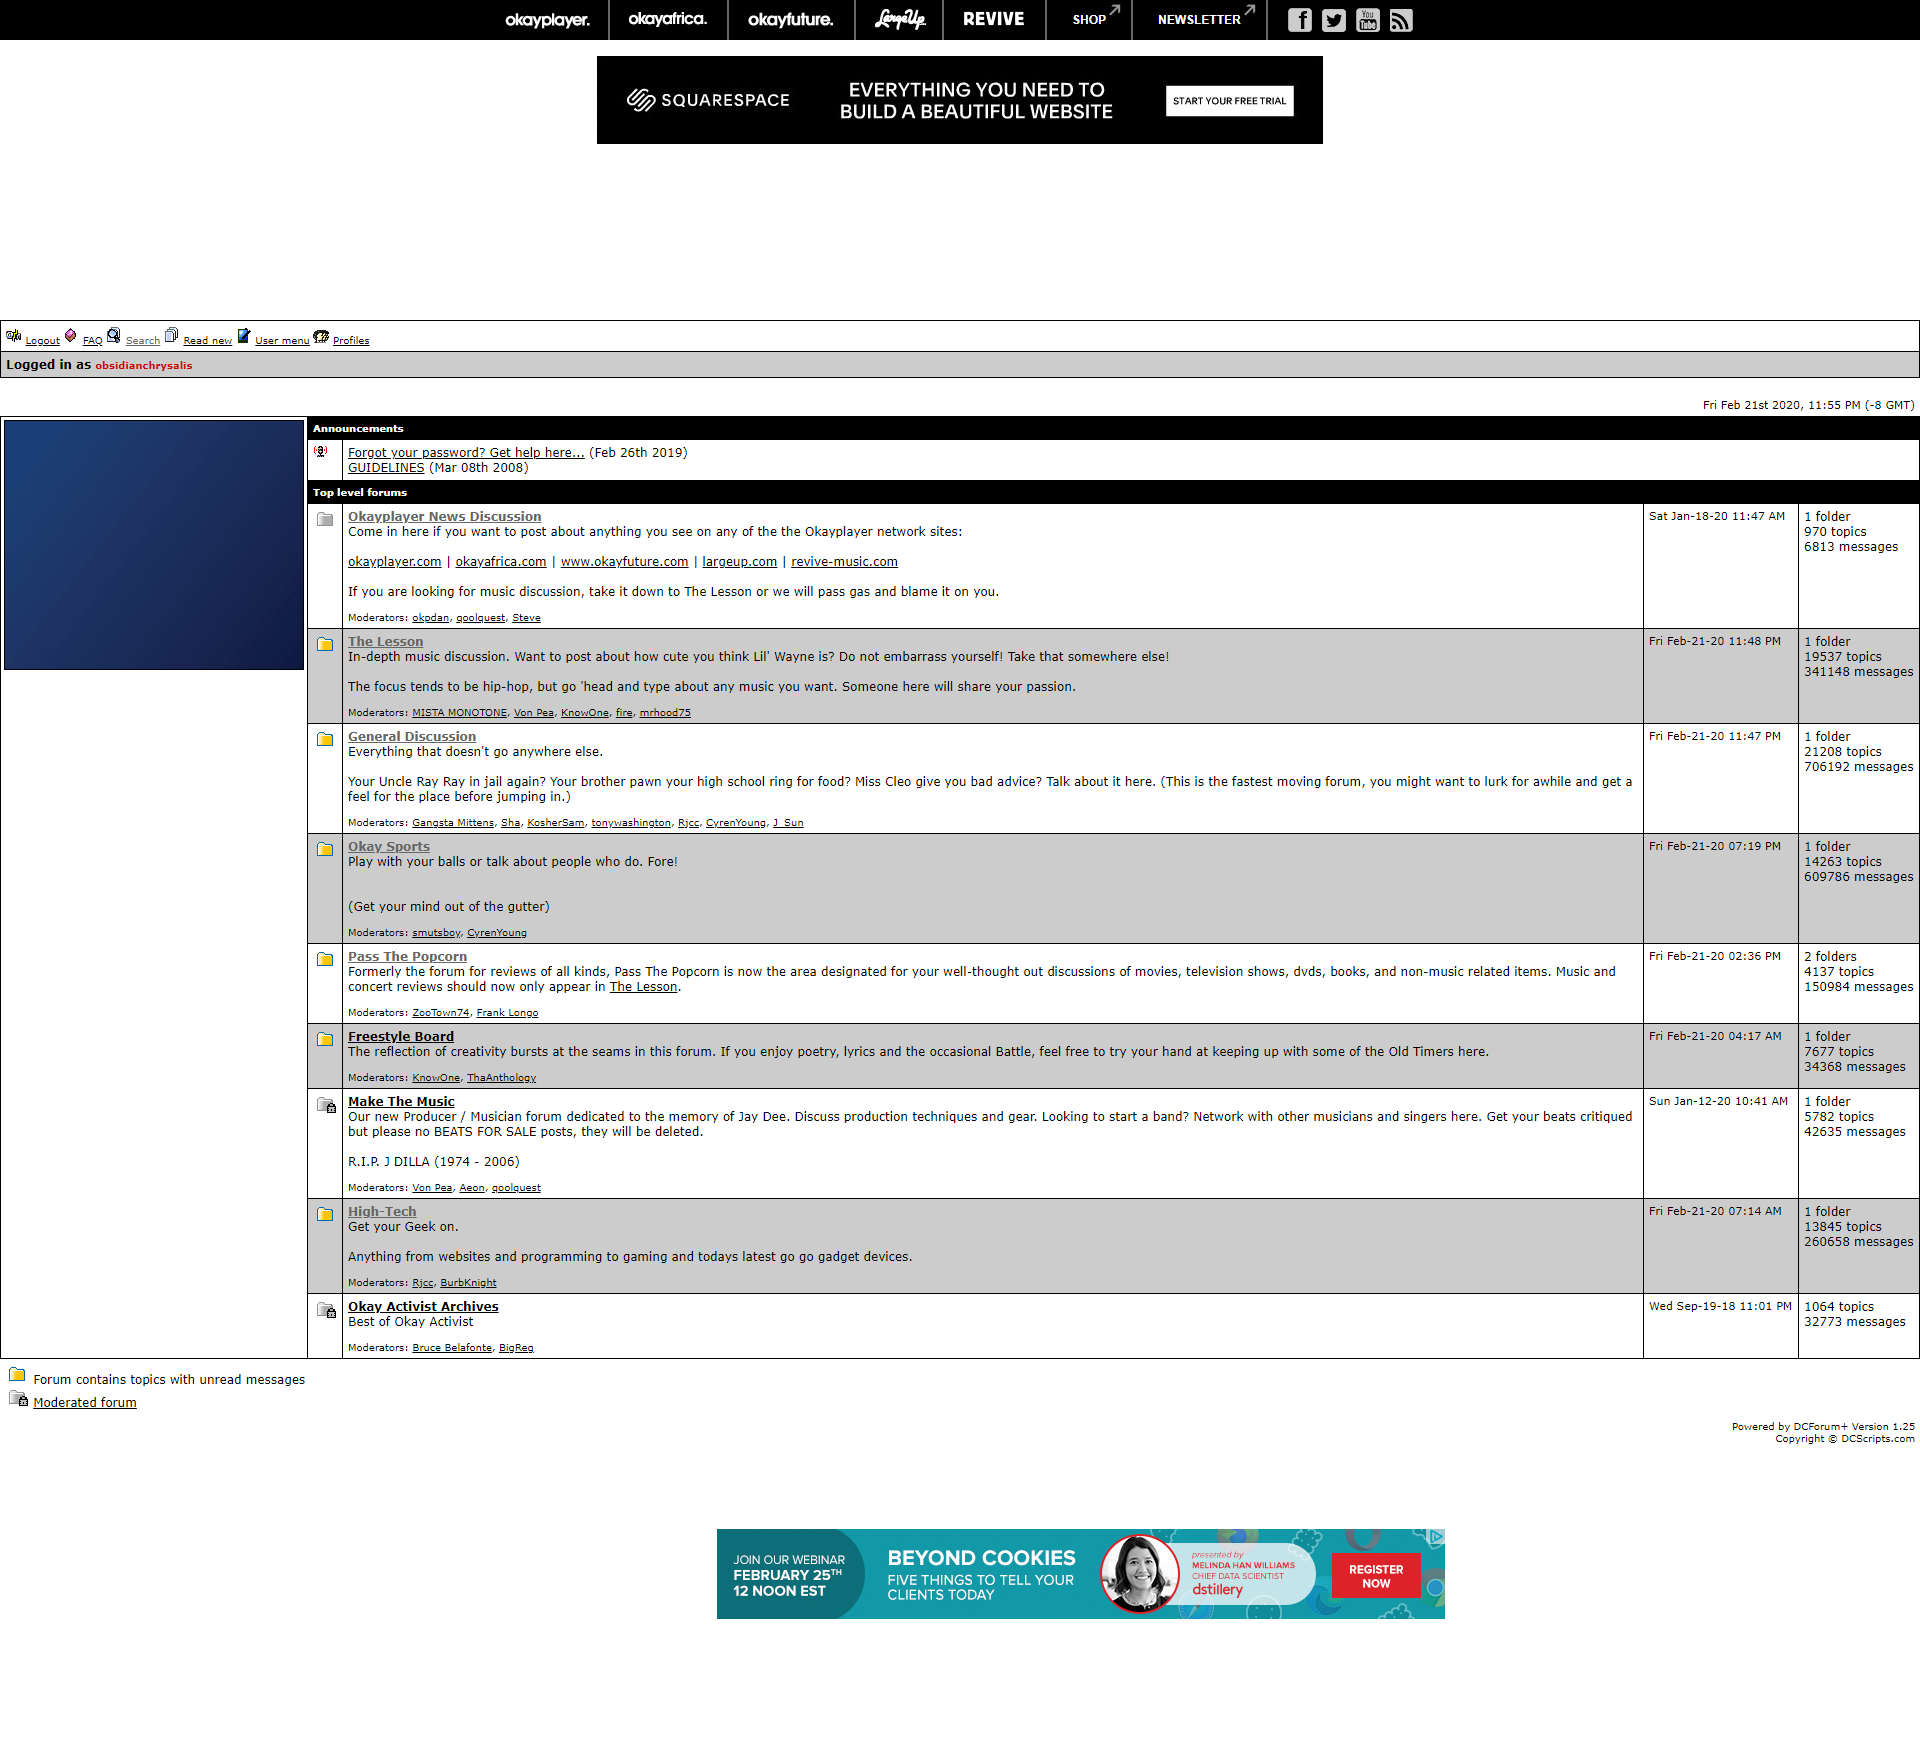 okayplayer. okayafrica. okayfuture. LargeUp REVIVE SHOP NEWSLETTER
SQUARESPACE
EVERYTHING YOU NEED TO
BUILD A BEAUTIFUL WEBSITE
START YOUR FREE TRIAL
Logout FAQ Search Read new User menu Profiles
Logged in as obsidianchrysalis
Fri Feb 21st 2020, 11:55 PM (-8 GMT)
Announcements
Forgot your password? Get help here... (Feb 26th 2019)
GUIDELINES (Mar 08th 2008)
Top level forums
Okayplayer News Discussion
Come in here if you want to post about anything you see on any of the the Okayplayer network sites:
okayplayer.com | okayafrica.com | www.okayfuture.com | largeup.com | revive-music.com
If you are looking for music discussion, take it down to The Lesson or we will pass gas and blame it on you.
Moderators: okpdan, qoolquest, Steve
Sat Jan-18-20 11:47 AM
1 folder
970 topics
6813 messages
The Lesson
In-depth music discussion. Want to post about how cute you think Lil' Wayne is? Do not embarrass yourself! Take that somewhere else!
The focus tends to be hip-hop, but go 'head and type about any music you want. Someone here will share your passion.
Moderators: MISTA MONOTONE, Von Pea, KnowOne, fire, mrhood75
Fri Feb-21-20 11:48 PM
1 folder
19537 topics
341148 messages
General Discussion
Everything that doesn't go anywhere else.
Your Uncle Ray Ray in jail again? Your brother pawn your high school ring for food? Miss Cleo give you bad advice? Talk about it here. (This is the fastest moving forum, you might want to lurk for awhile and get a
feel for the place before jumping in.)
Moderators: Gangsta Mittens, Sha, KosherSam, tonywashington, Rjcc, CyrenYoung, J_Sun
Fri Feb-21-20 11:47 PM
1 folder
21208 topics
706192 messages
Okay Sports
Play with your balls or talk about people who do. Fore!
(Get your mind out of the gutter)
Moderators: smutsboy, CyrenYoung
Fri Feb-21-20 07:19 PM
1 folder
14263 topics
609786 messages
Pass The Popcorn
Formerly the forum for reviews of all kinds, Pass The Popcorn is now the area designated for your well-thought out discussions of movies, television shows, dvds, books, and non-music related items. Music and
concert reviews should now only appear in The Lesson.
Moderators: ZooTown74, Frank Longo
Fri Feb-21-20 02:36 PM
2 folders
4137 topics
150984 messages
Freestyle Board
The reflection of creativity bursts at the seams in this forum. If you enjoy poetry, lyrics and the occasional Battle, feel free to try your hand at keeping up with some of the Old Timers here.
Moderators: KnowOne, ThaAnthology
Fri Feb-21-20 04:17 AM
1 folder
7677 topics
34368 messages
Make The Music
Our new Producer / Musician forum dedicated to the memory of Jay Dee. Discuss production techniques and gear. Looking to start a band? Network with other musicians and singers here. Get your beats critiqued
but please no BEATS FOR SALE posts, they will be deleted.
R.I.P. J DILLA (1974 - 2006)
Moderators: Von Pea, Aeon, qoolquest
Sun Jan-12-20 10:41 AM
1 folder
5782 topics
42635 messages
High-Tech
Get your Geek on.
Anything from websites and programming to gaming and todays latest go go gadget devices.
Moderators: Rjcc, BurbKnight
Fri Feb-21-20 07:14 AM
1 folder
13845 topics
260658 messages
Okay Activist Archives
Best of Okay Activist
Moderators: Bruce Belafonte, BigReg
Wed Sep-19-18 11:01 PM
1064 topics
32773 messages
Forum contains topics with unread messages
Moderated forum
Powered by DCForum+ Version 1.25
Copyright © DCScripts.com
JOIN OUR WEBINAR
FEBRUARY 25TH
12 NOON EST
BEYOND COOKIES
FIVE THINGS TO TELL YOUR
CLIENTS TODAY
presented by
MELINDA HAN WILLIAMS
CHIEF DATA SCIENTIST
dstillery
REGISTER
NOW